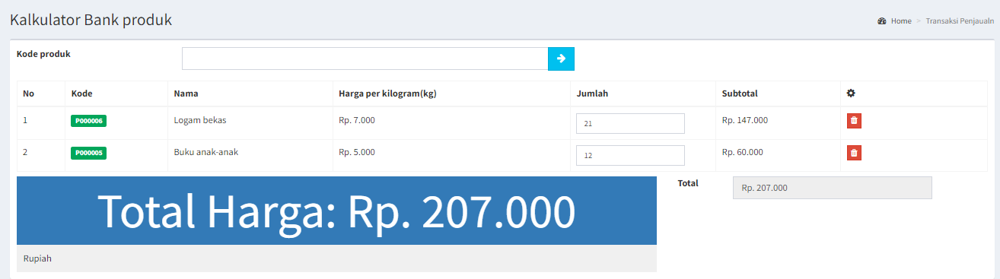 Kalkulator Bank produk
Home > Transaksi Penjaualn
Kode produk
No Kode Nama Harga per kilogram(kg) Jumlah Subtotal
1 P000006 Logam bekas Rp. 7.000 21 Rp. 147.000
2 P000005 Buku anak-anak Rp. 5.000 12 Rp. 60.000
Total Harga: Rp. 207.000
Total Rp. 207.000
Rupiah